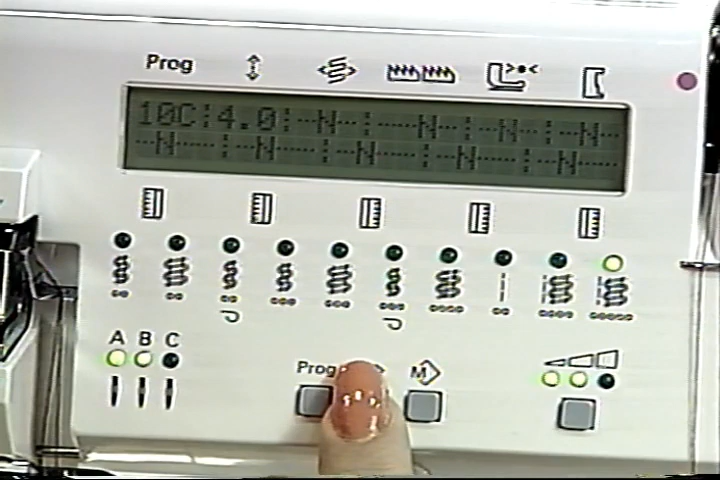 Prog
10C:4.0:--N--:-----N--:--N--:--N--
--N-----:--N-----:--N-----:--N-----:--N-----
A B C
Prog M